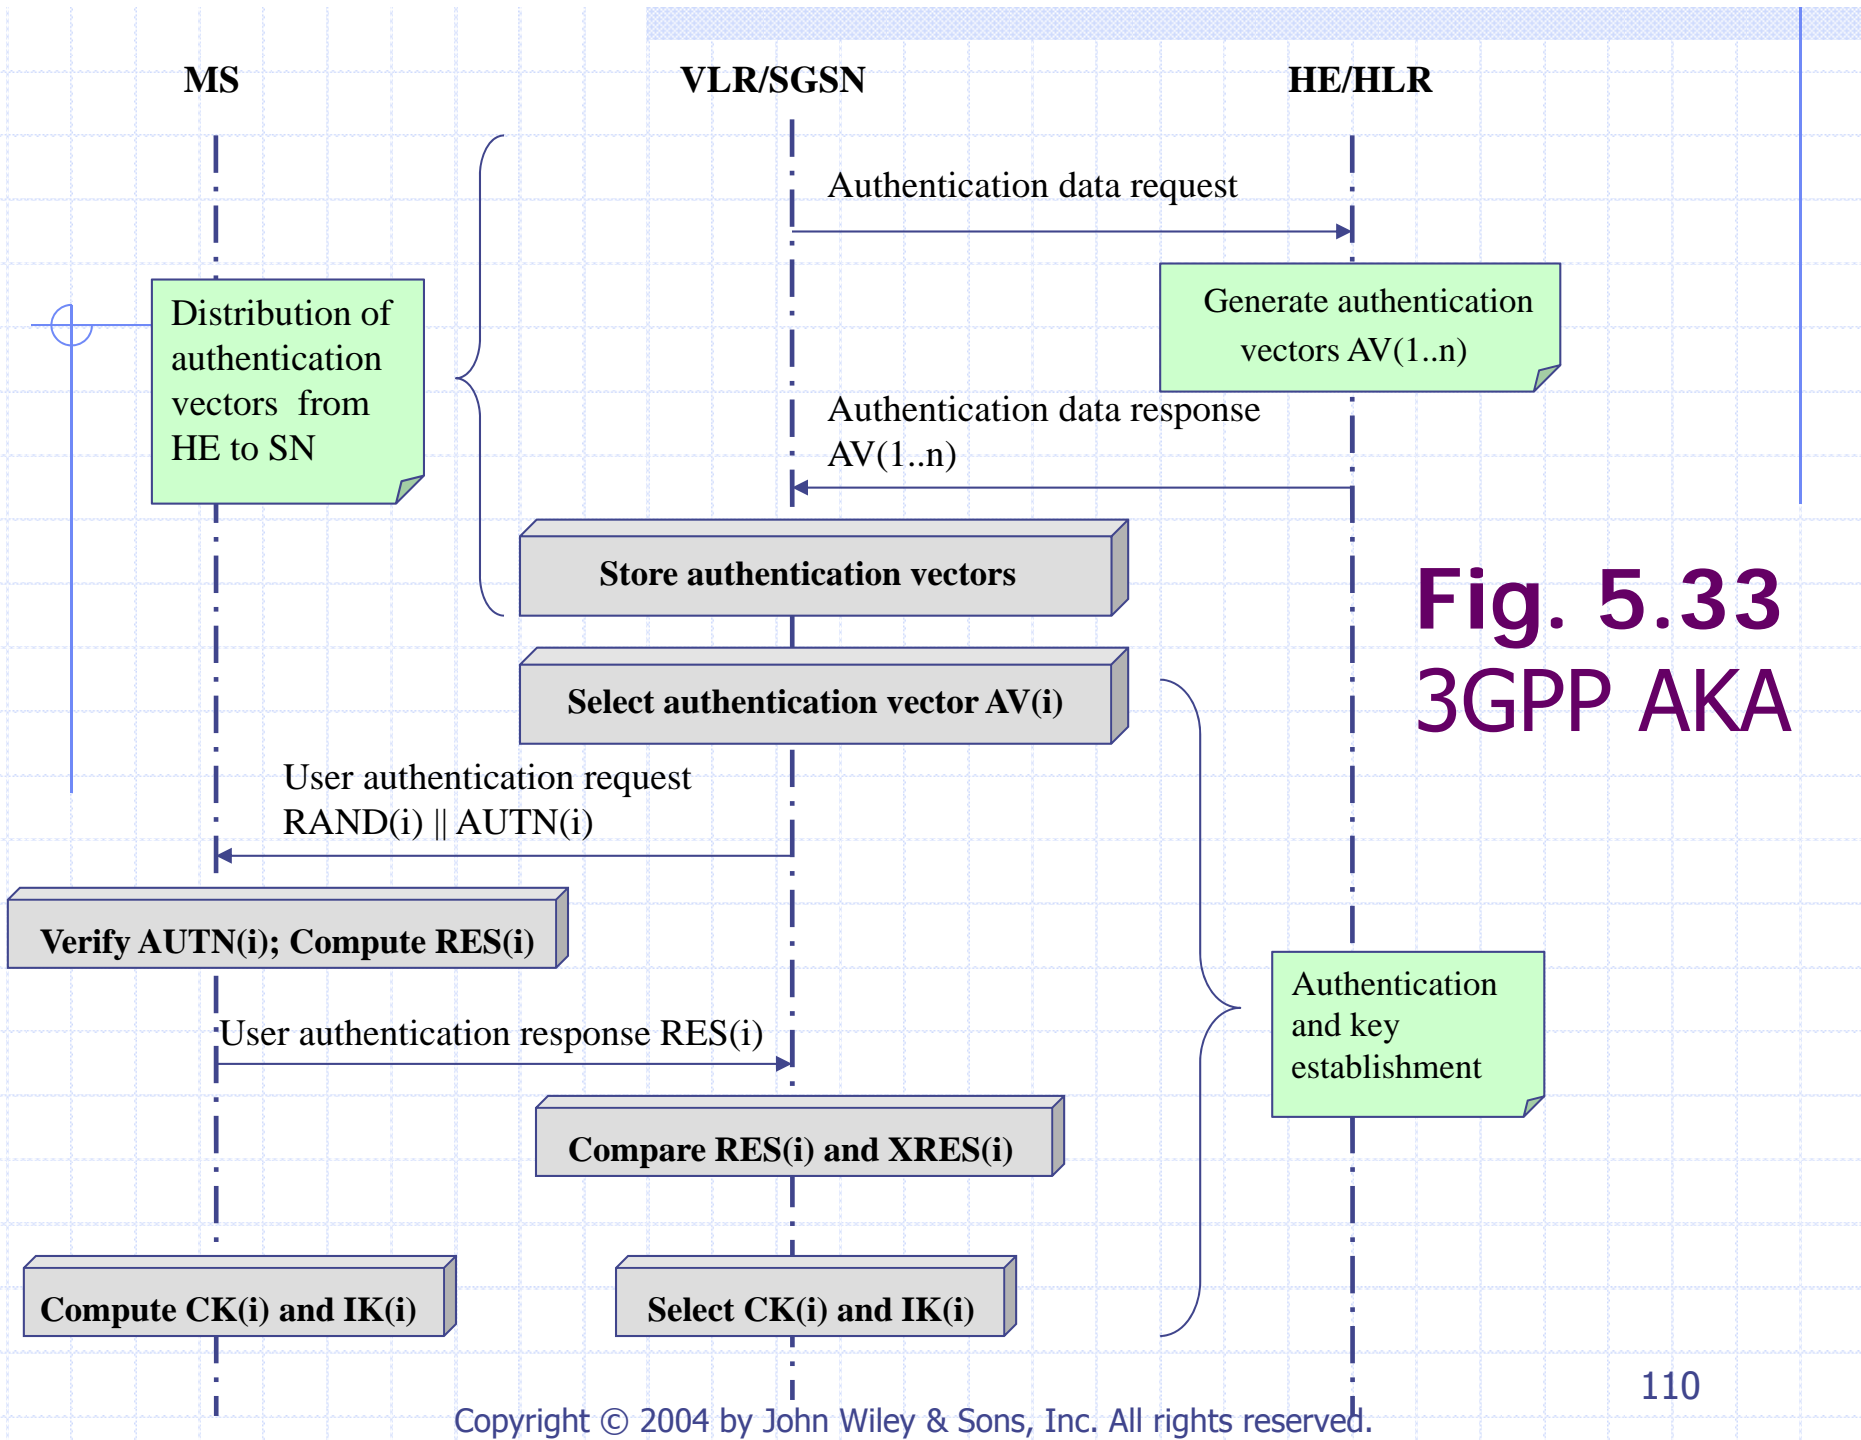 MS
VLR/SGSN
HE/HLR
Authentication data request
Distribution of
authentication
vectors from
HE to SN
Generate authentication
vectors AV(1..n)
Authentication data response
AV(1..n)
Store authentication vectors
Fig. 5.33
3GPP AKA
Select authentication vector AV(i)
User authentication request
RAND(i) || AUTN(i)
Verify AUTN(i); Compute RES(i)
Authentication
and key
establishment
User authentication response RES(i)
Compare RES(i) and XRES(i)
Compute CK(i) and IK(i)
Select CK(i) and IK(i)
110
Copyright © 2004 by John Wiley & Sons, Inc. All rights reserved.